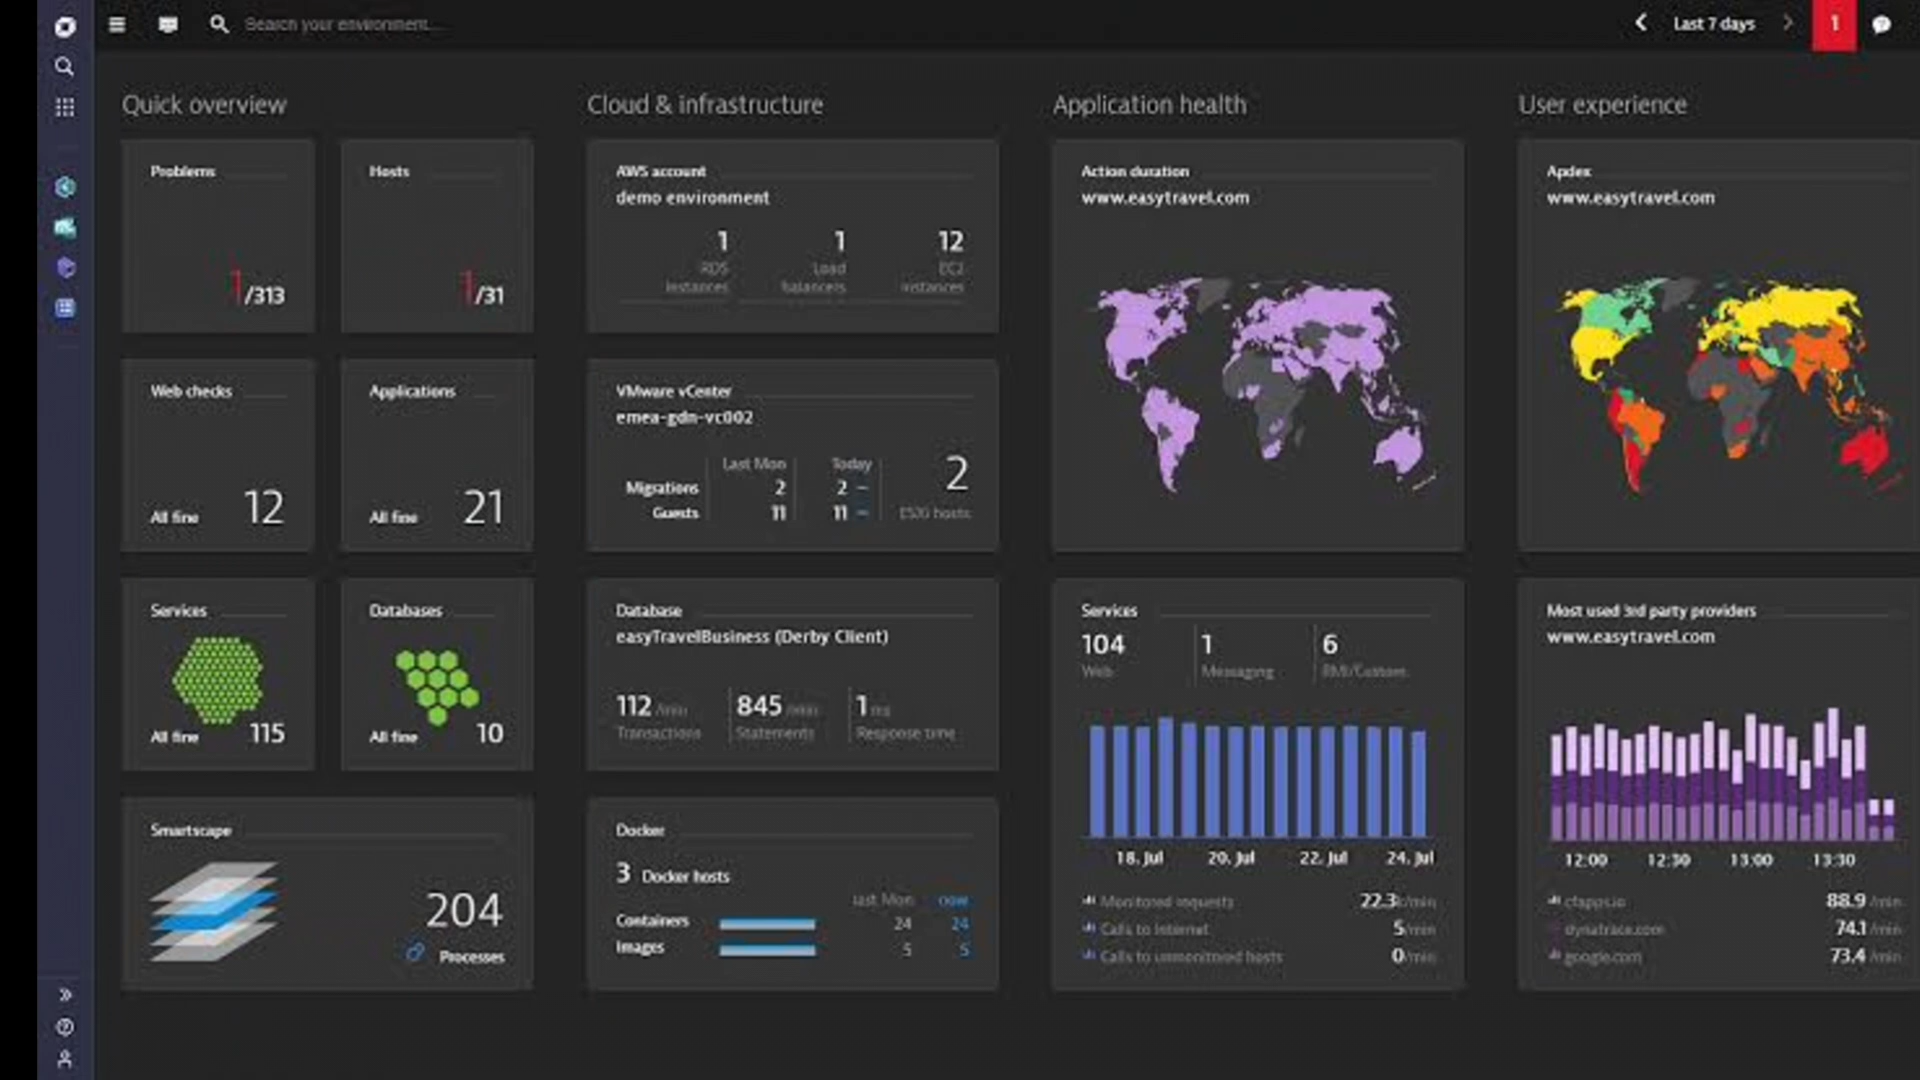 Search your environment...
Last 7 days
1
Quick overview
Cloud & infrastructure
Application health
User experience
Problems
1/313
Hosts
1/31
Web checks
All fine 12
Applications
All fine 21
Services
All fine 115
Databases
All fine 10
Smartscape
204
Processes
AWS account
demo environment
1 1 12
RDS Load EC2
instances balancers instances
VMware vCenter
emea-gdn-vc002
Last Mon Today 2
Migrations 2 2 –
Guests 11 11 – ESXi hosts
Database
easyTravelBusiness (Derby Client)
112 /min 845 /min 1 ms
Transactions Statements Response time
Docker
3 Docker hosts
last Mon now
Containers 24 24
Images 5 5
Action duration
www.easytravel.com
Services
104 1 6
Web Messaging RMI/Custom
18. Jul 20. Jul 22. Jul 24. Jul
Monitored requests 22.3k/min
Calls to Internet 5/min
Calls to unmonitored hosts 0/min
Apdex
www.easytravel.com
Most used 3rd party providers
www.easytravel.com
12:00 12:30 13:00 13:30
cfapps.io 88.9 /min
dynatrace.com 74.1 /min
google.com 73.4 /min